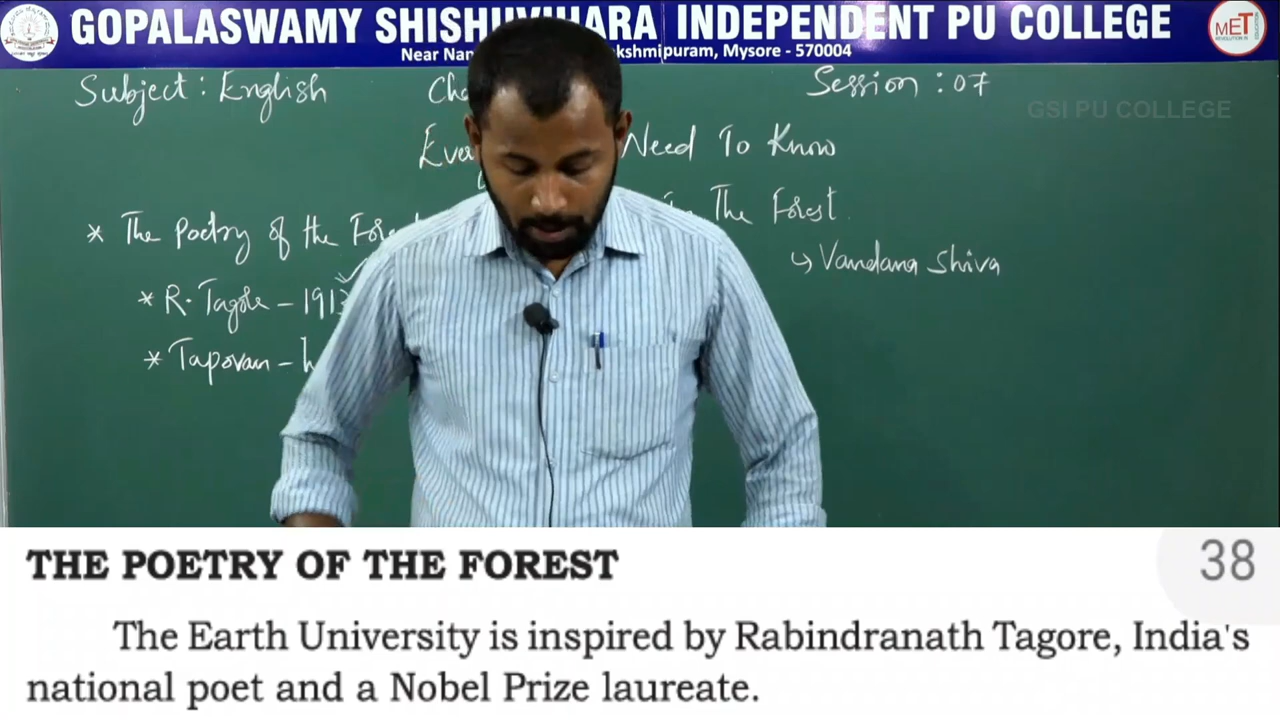 GOPALASWAMY SHISHUVIHARA INDEPENDENT PU COLLEGE
MET
Near Lakshmipuram, Mysore - 570004
Subject : English
Session : 07
GSI PU COLLEGE
Need To Know
* The Poetry of the
The Forest
↳ Vandana Shiva
* R. Tagore - 191
* Tapovan -
THE POETRY OF THE FOREST
38
The Earth University is inspired by Rabindranath Tagore, India's
national poet and a Nobel Prize laureate.